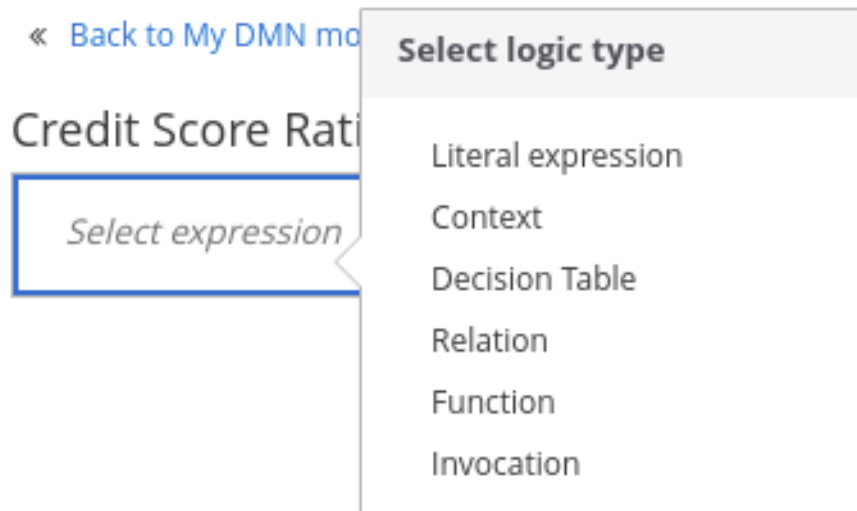 « Back to My DMN mo
Select logic type
Credit Score Rati
Select expression
Literal expression
Context
Decision Table
Relation
Function
Invocation